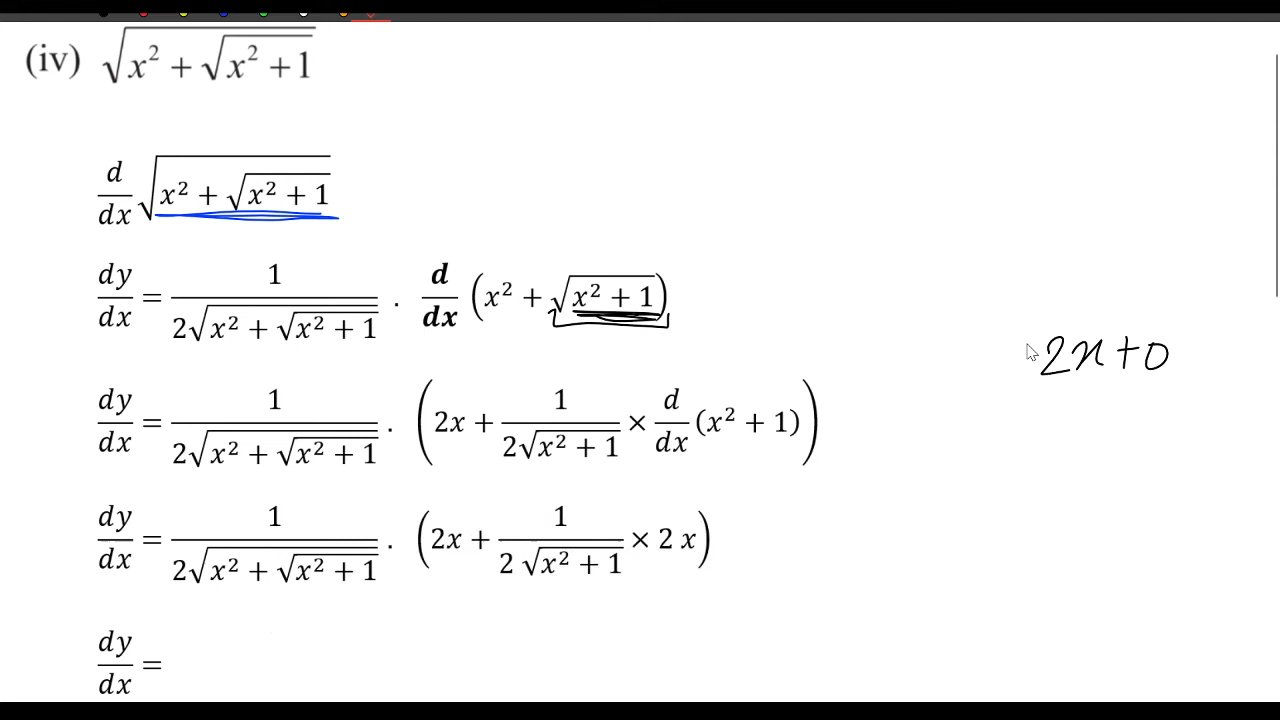 (iv) √(x² + √(x² + 1))
d/dx √(x² + √(x² + 1))
dy/dx = 1/(2√(x² + √(x² + 1))) . d/dx (x² + √(x² + 1))
2x + 0
dy/dx = 1/(2√(x² + √(x² + 1))) . (2x + 1/(2√(x² + 1)) × d/dx (x² + 1))
dy/dx = 1/(2√(x² + √(x² + 1))) . (2x + 1/(2 √(x² + 1)) × 2 x)
dy/dx =